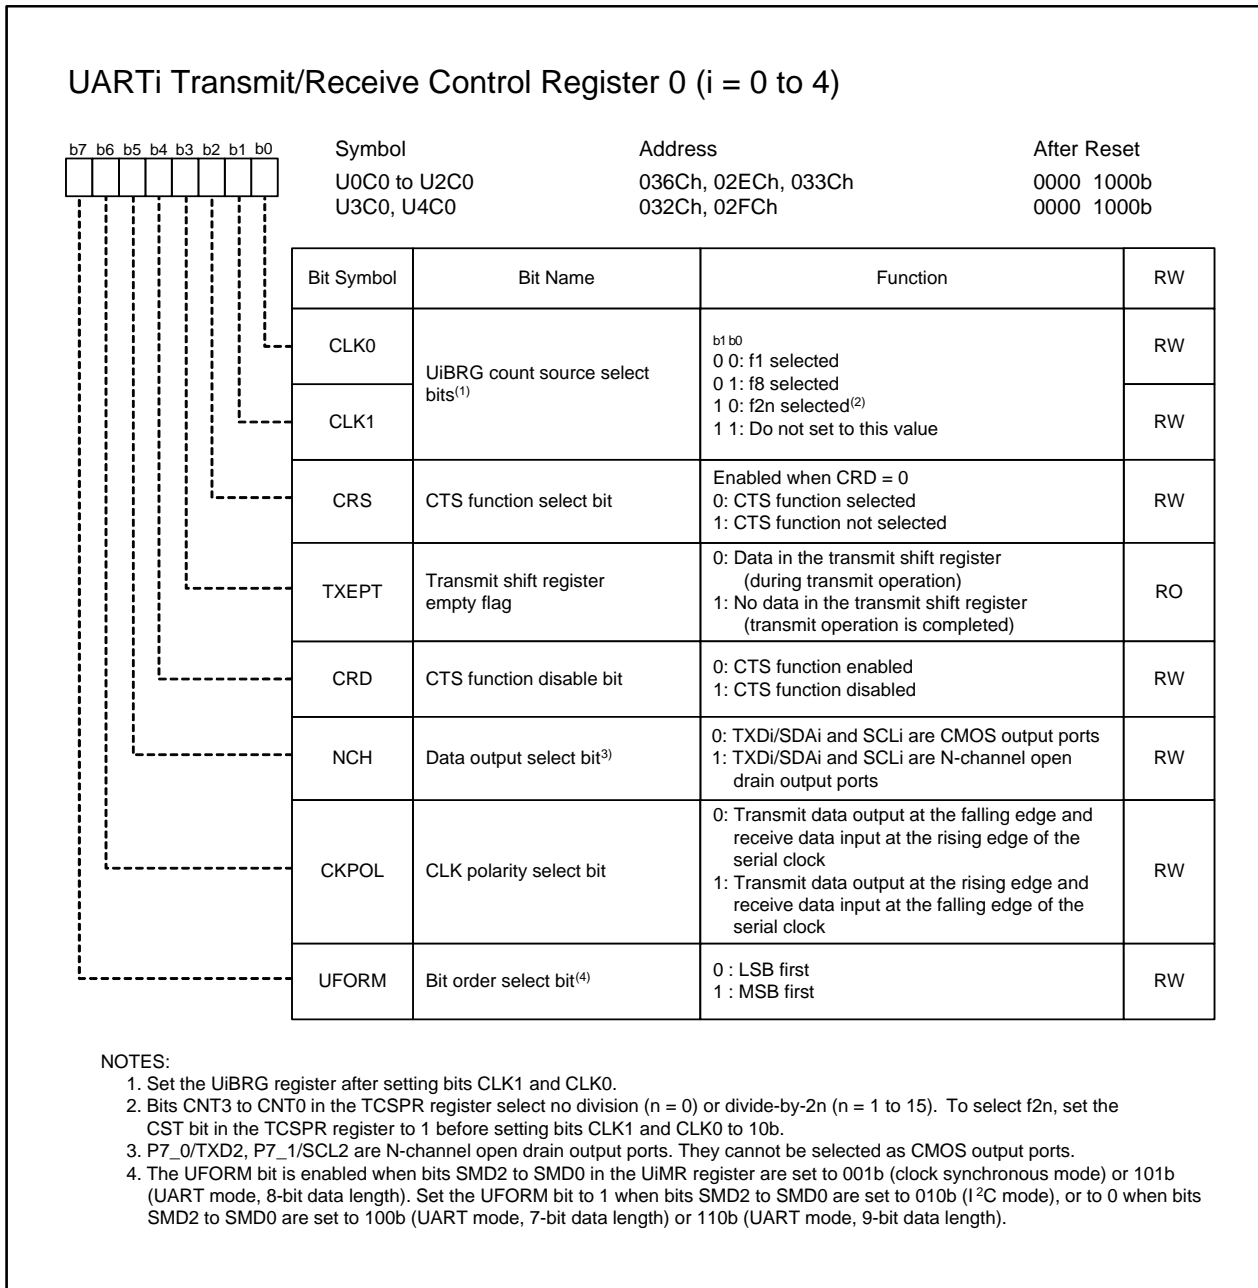 UARTi Transmit/Receive Control Register 0 (i = 0 to 4)
b7 b6 b5 b4 b3 b2 b1 b0
Symbol Address After Reset
U0C0 to U2C0 036Ch, 02ECh, 033Ch 0000 1000b
U3C0, U4C0 032Ch, 02FCh 0000 1000b
Bit Symbol Bit Name Function RW
CLK0
CLK1
UiBRG count source select
bits(1)
b1 b0
0 0: f1 selected
0 1: f8 selected
1 0: f2n selected(2)
1 1: Do not set to this value
RW
RW
CRS
CTS function select bit
Enabled when CRD = 0
0: CTS function selected
1: CTS function not selected
RW
TXEPT
Transmit shift register
empty flag
0: Data in the transmit shift register
(during transmit operation)
1: No data in the transmit shift register
(transmit operation is completed)
RO
CRD
CTS function disable bit
0: CTS function enabled
1: CTS function disabled
RW
NCH
Data output select bit3)
0: TXDi/SDAi and SCLi are CMOS output ports
1: TXDi/SDAi and SCLi are N-channel open
drain output ports
RW
CKPOL
CLK polarity select bit
0: Transmit data output at the falling edge and
receive data input at the rising edge of the
serial clock
1: Transmit data output at the rising edge and
receive data input at the falling edge of the
serial clock
RW
UFORM
Bit order select bit(4)
0 : LSB first
1 : MSB first
RW
NOTES:
1. Set the UiBRG register after setting bits CLK1 and CLK0.
2. Bits CNT3 to CNT0 in the TCSPR register select no division (n = 0) or divide-by-2n (n = 1 to 15). To select f2n, set the
CST bit in the TCSPR register to 1 before setting bits CLK1 and CLK0 to 10b.
3. P7_0/TXD2, P7_1/SCL2 are N-channel open drain output ports. They cannot be selected as CMOS output ports.
4. The UFORM bit is enabled when bits SMD2 to SMD0 in the UiMR register are set to 001b (clock synchronous mode) or 101b
(UART mode, 8-bit data length). Set the UFORM bit to 1 when bits SMD2 to SMD0 are set to 010b (I²C mode), or to 0 when bits
SMD2 to SMD0 are set to 100b (UART mode, 7-bit data length) or 110b (UART mode, 9-bit data length).